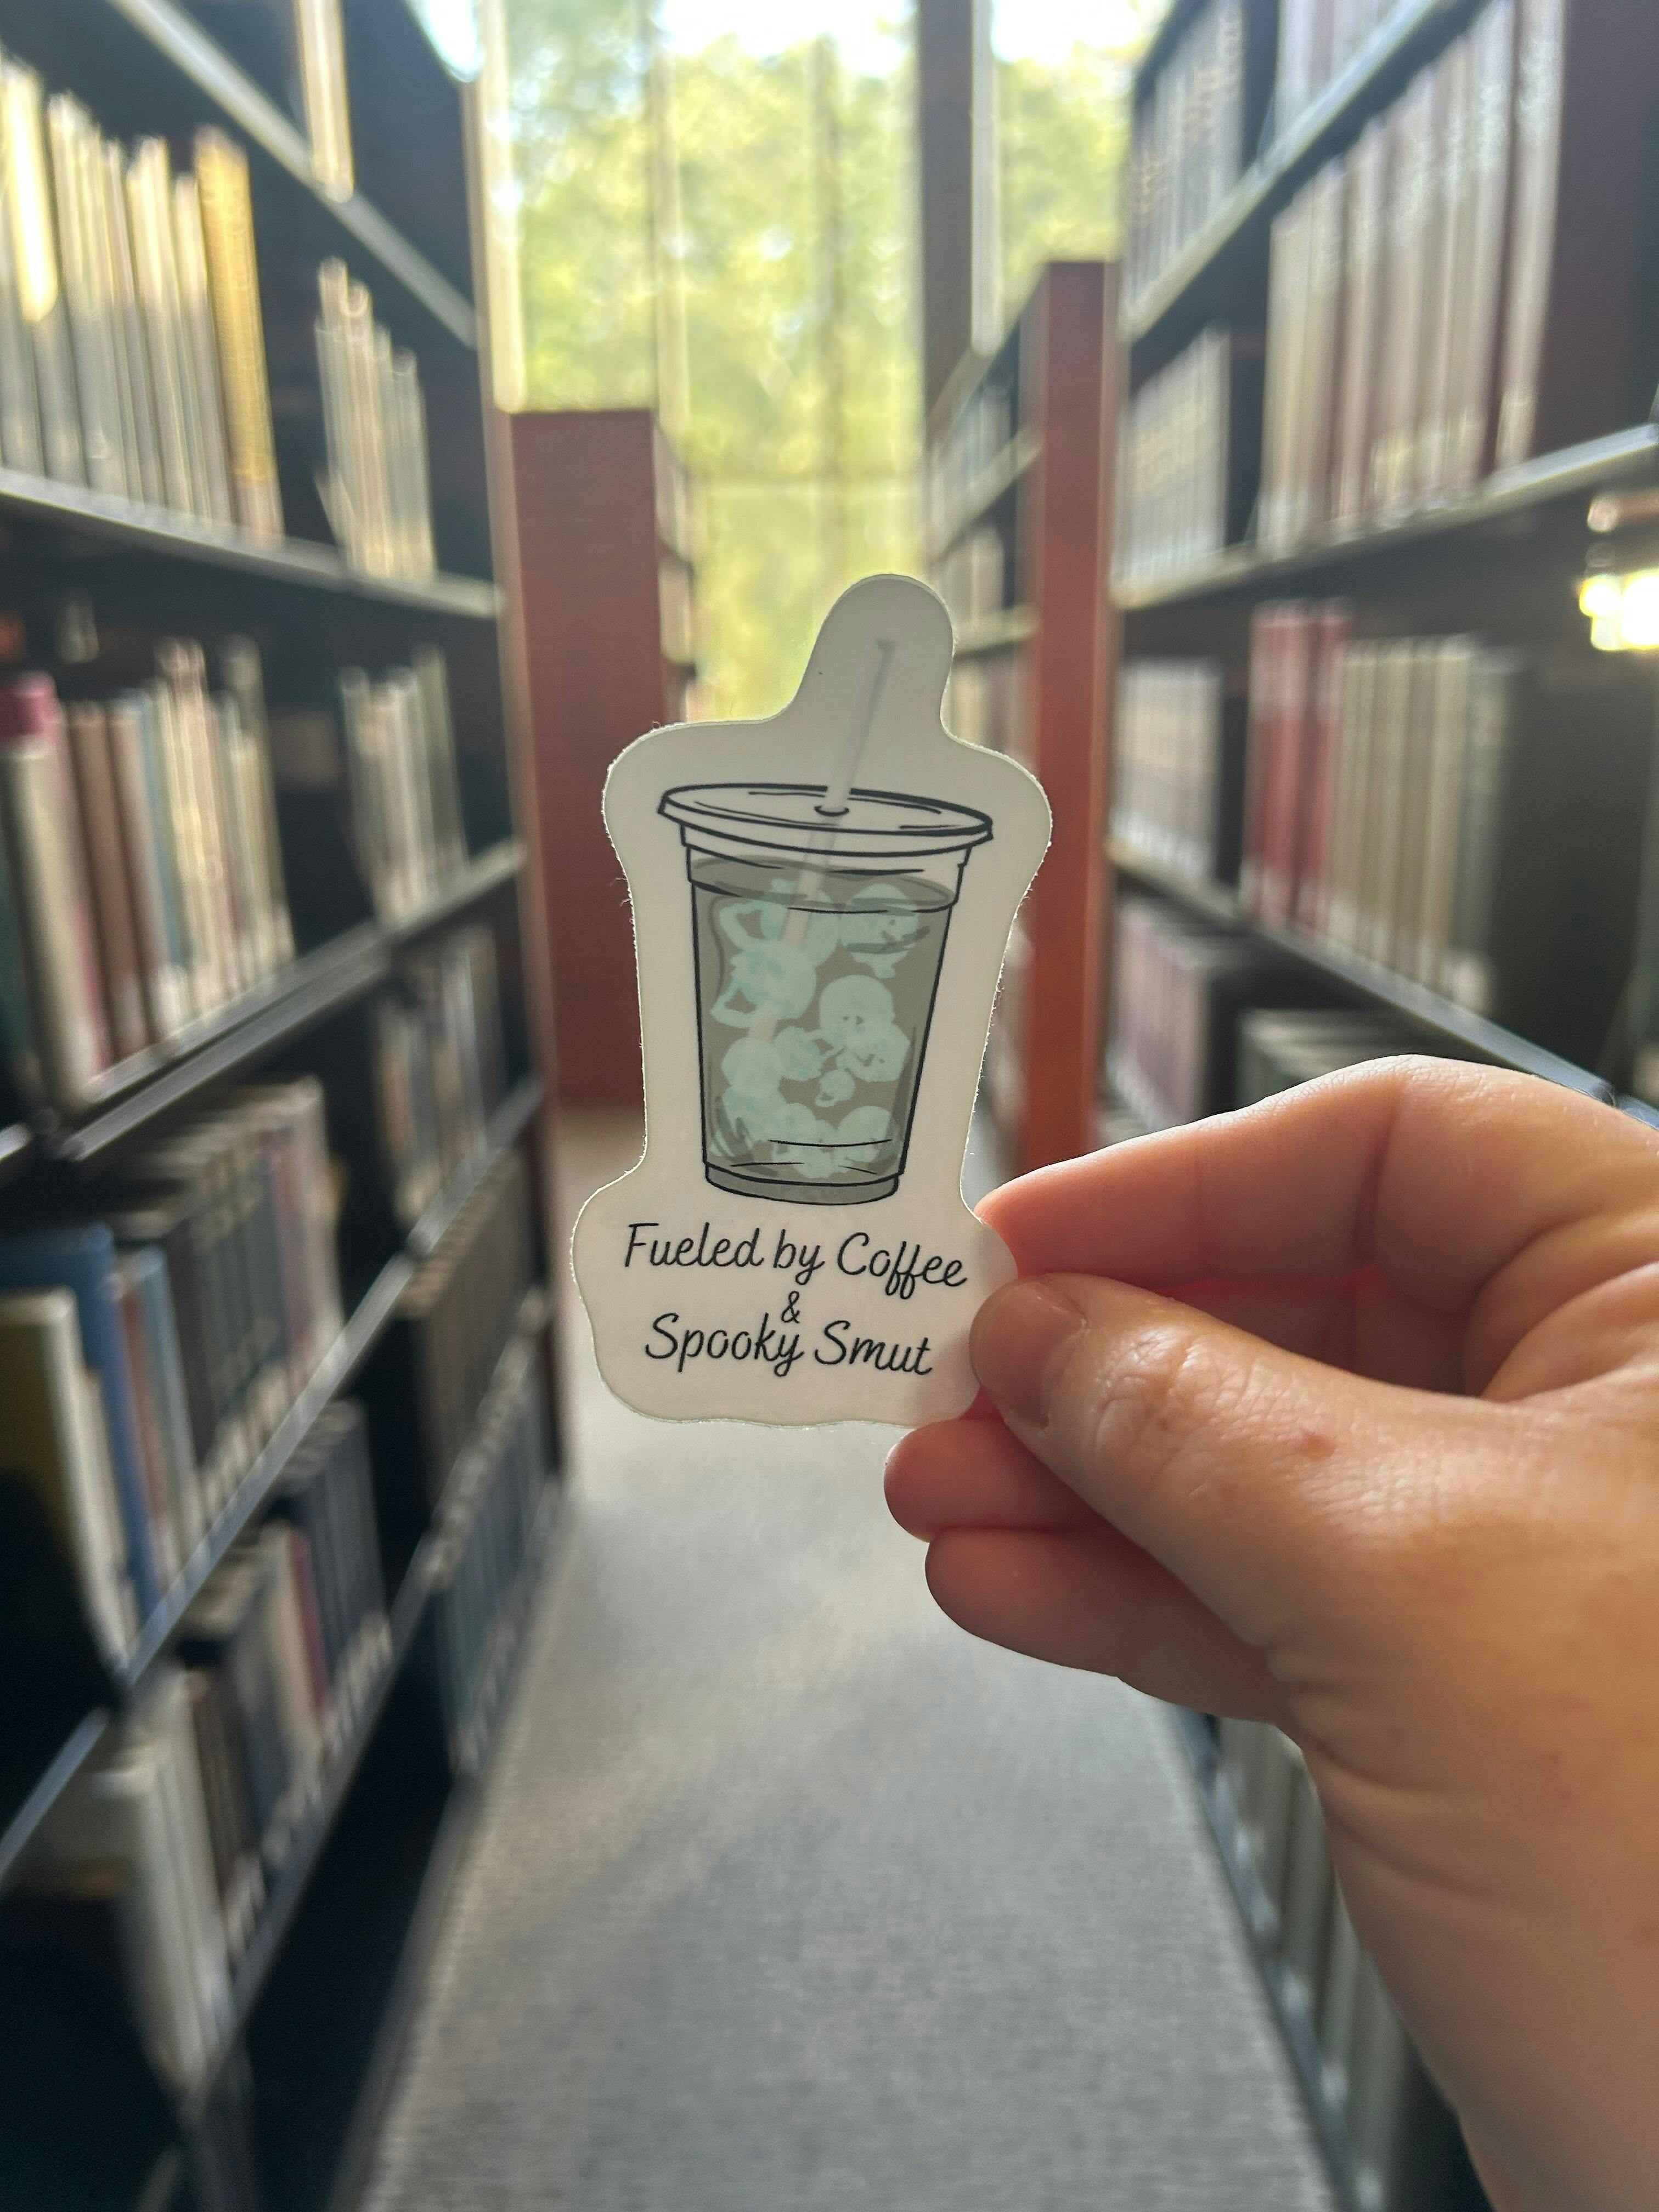 Fueled by Coffee
&
Spooky Smut